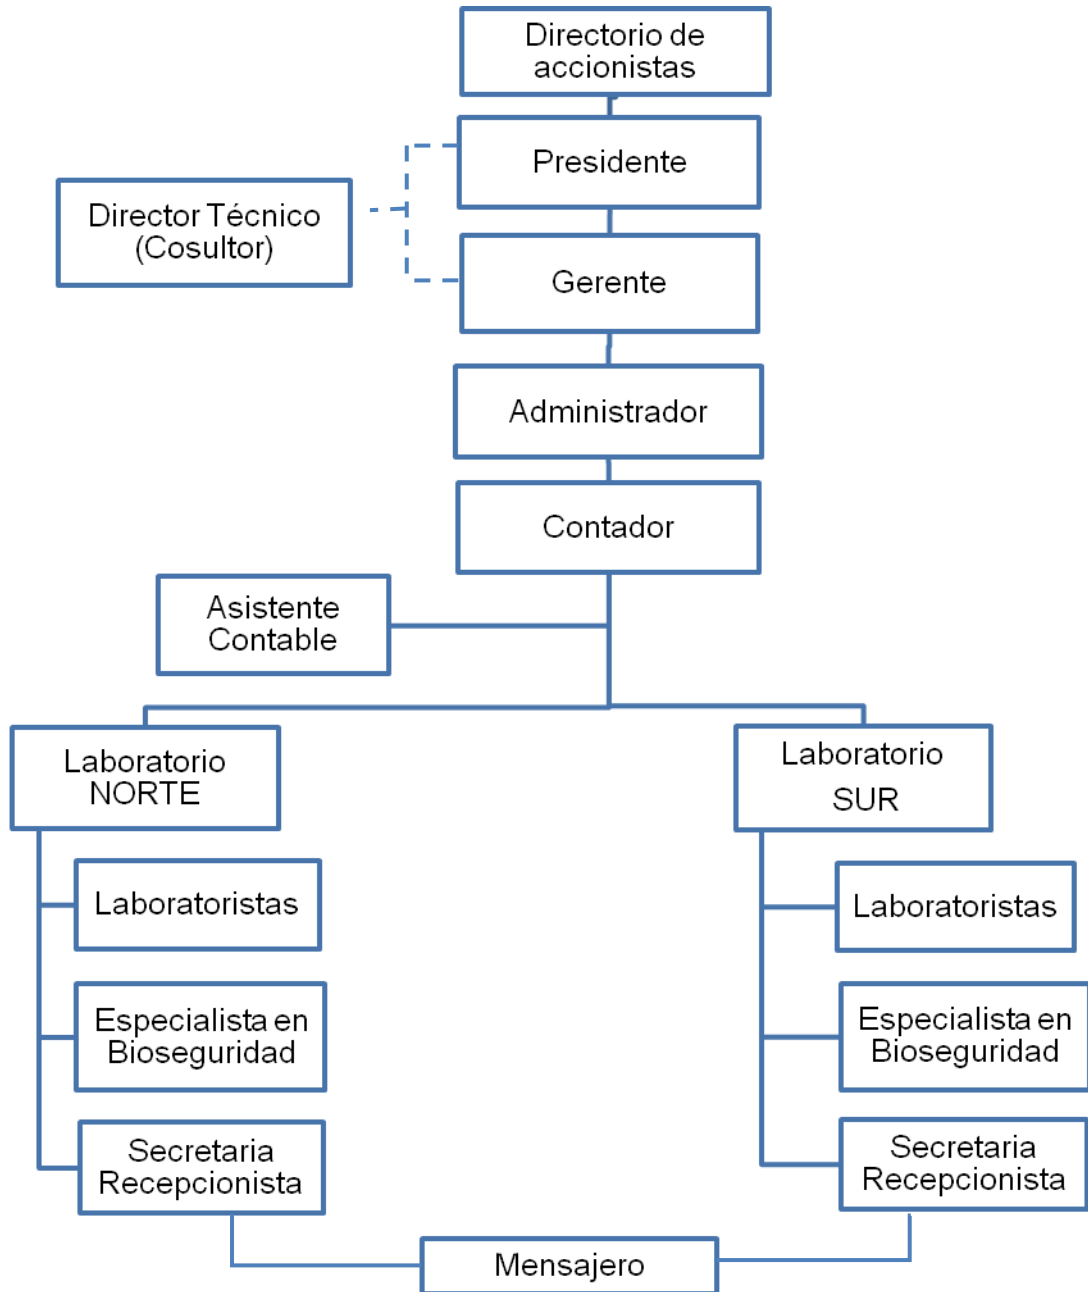 Directorio de
accionistas
Presidente
Director Técnico
(Cosultor)
Gerente
Administrador
Contador
Asistente
Contable
Laboratorio
NORTE
Laboratoristas
Especialista en
Bioseguridad
Secretaria
Recepcionista
Laboratorio
SUR
Laboratoristas
Especialista en
Bioseguridad
Secretaria
Recepcionista
Mensajero